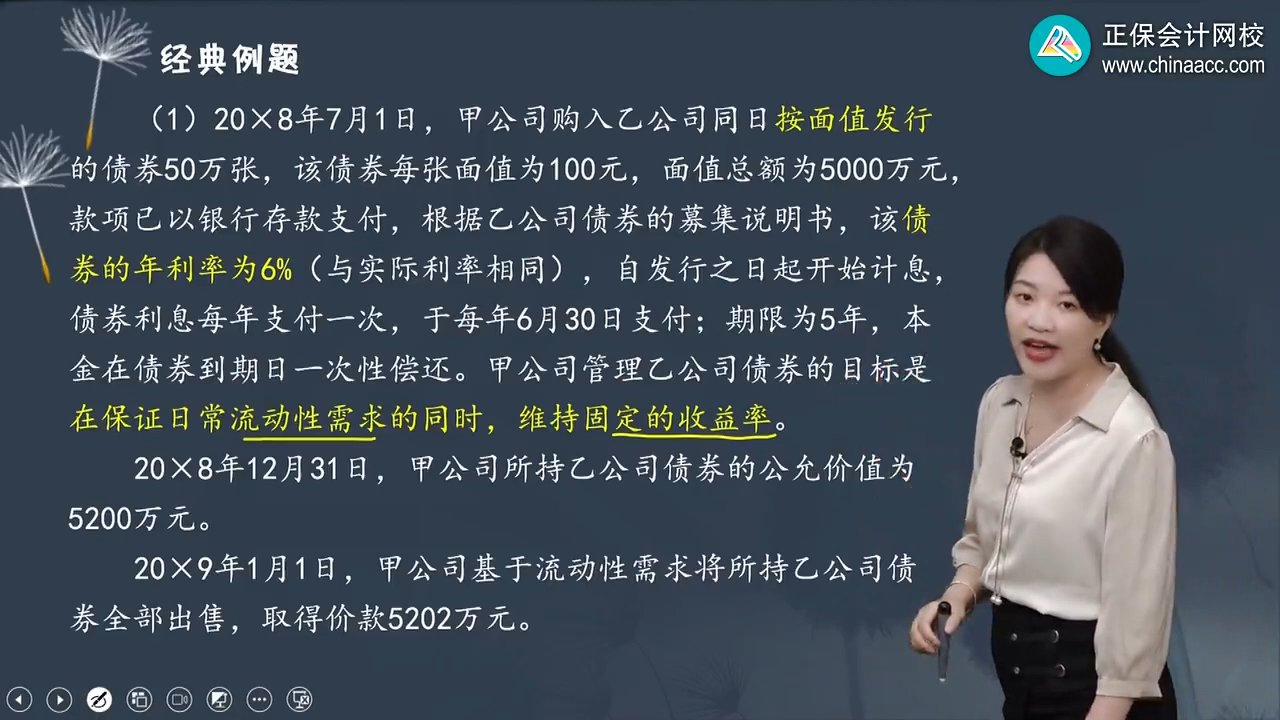 经典例题
正保会计网校
www.chinaacc.com
（1）20×8年7月1日，甲公司购入乙公司同日按面值发行
的债券50万张，该债券每张面值为100元，面值总额为5000万元，
款项已以银行存款支付，根据乙公司债券的募集说明书，该债
券的年利率为6%（与实际利率相同），自发行之日起开始计息，
债券利息每年支付一次，于每年6月30日支付；期限为5年，本
金在债券到期日一次性偿还。甲公司管理乙公司债券的目标是
在保证日常流动性需求的同时，维持固定的收益率。
20×8年12月31日，甲公司所持乙公司债券的公允价值为
5200万元。
20×9年1月1日，甲公司基于流动性需求将所持乙公司债
券全部出售，取得价款5202万元。